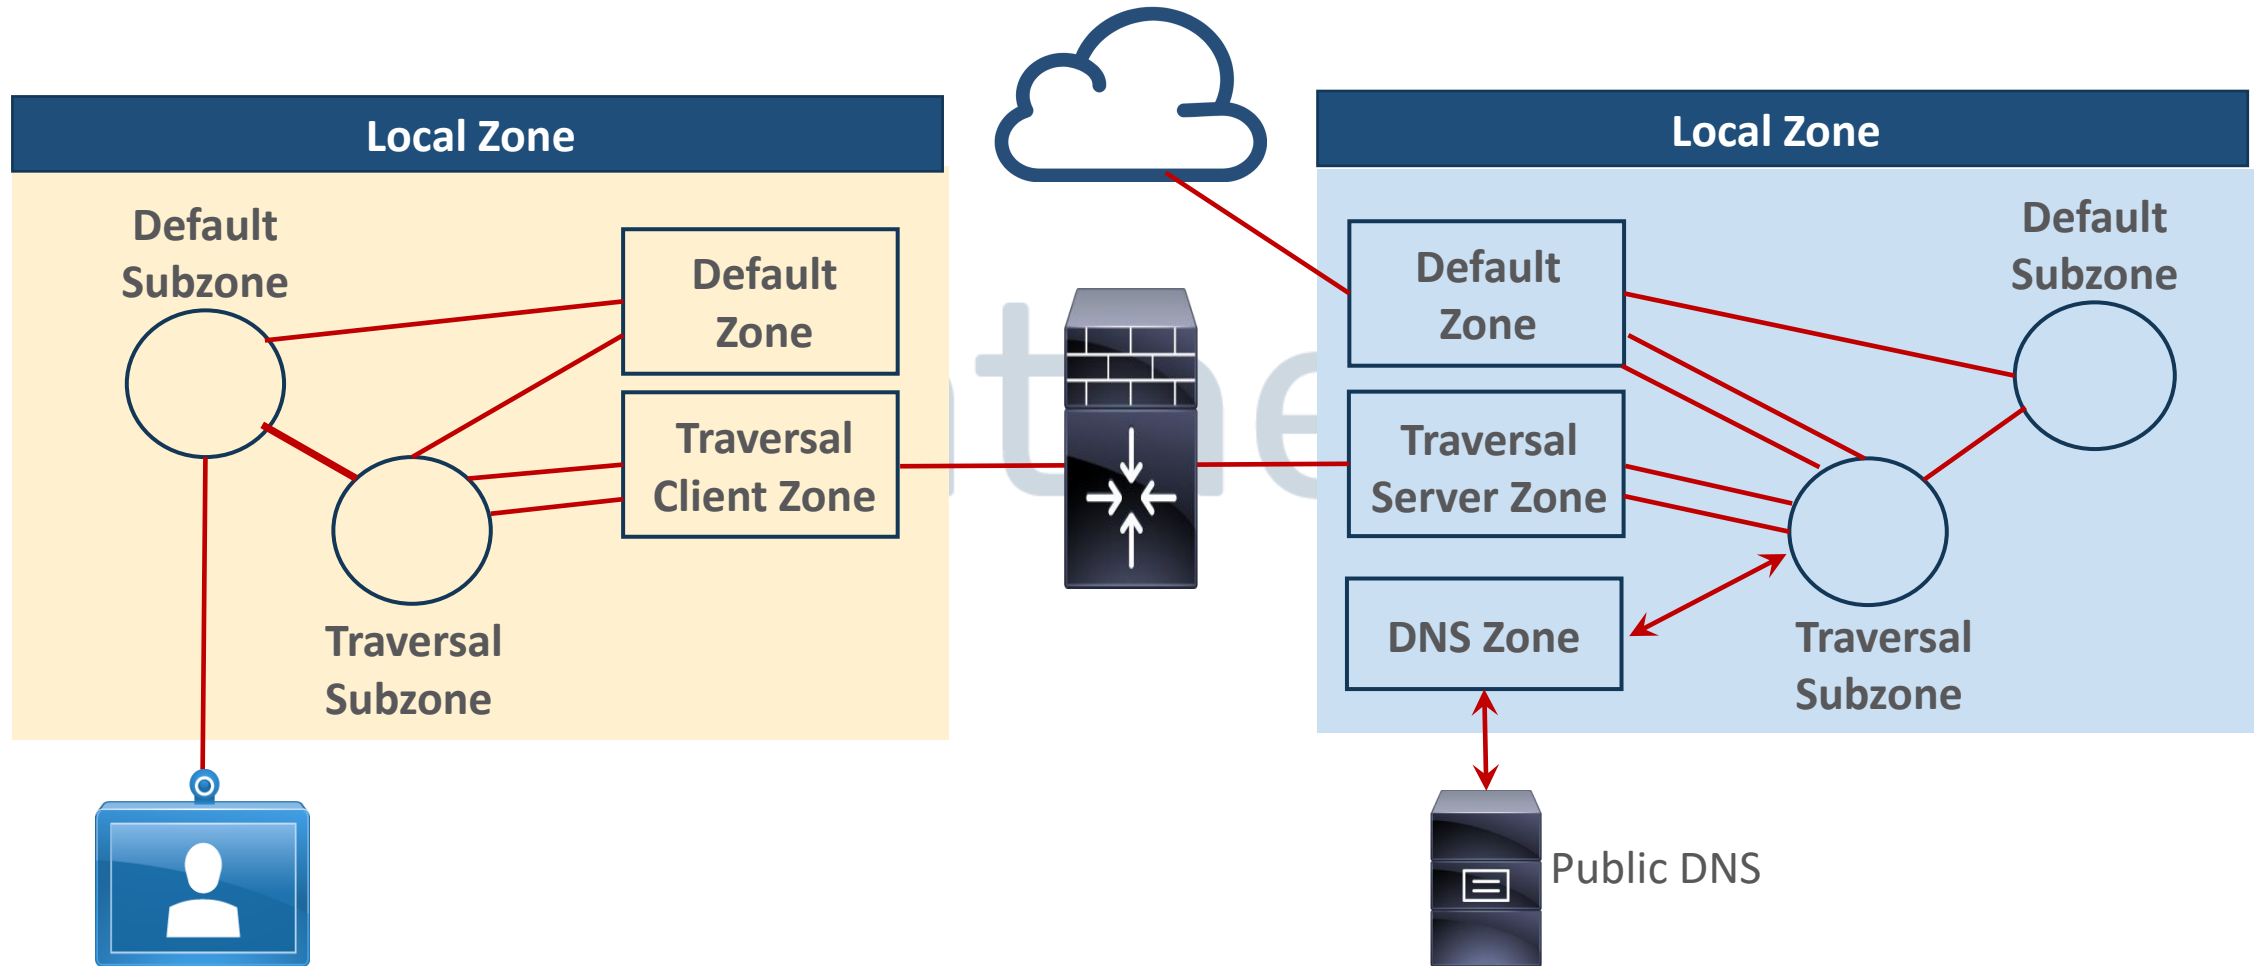 Local Zone
Default
Subzone
Default
Zone
Traversal
Client Zone
Traversal
Subzone
Local Zone
Default
Zone
Default
Subzone
Traversal
Server Zone
DNS Zone
Traversal
Subzone
Public DNS